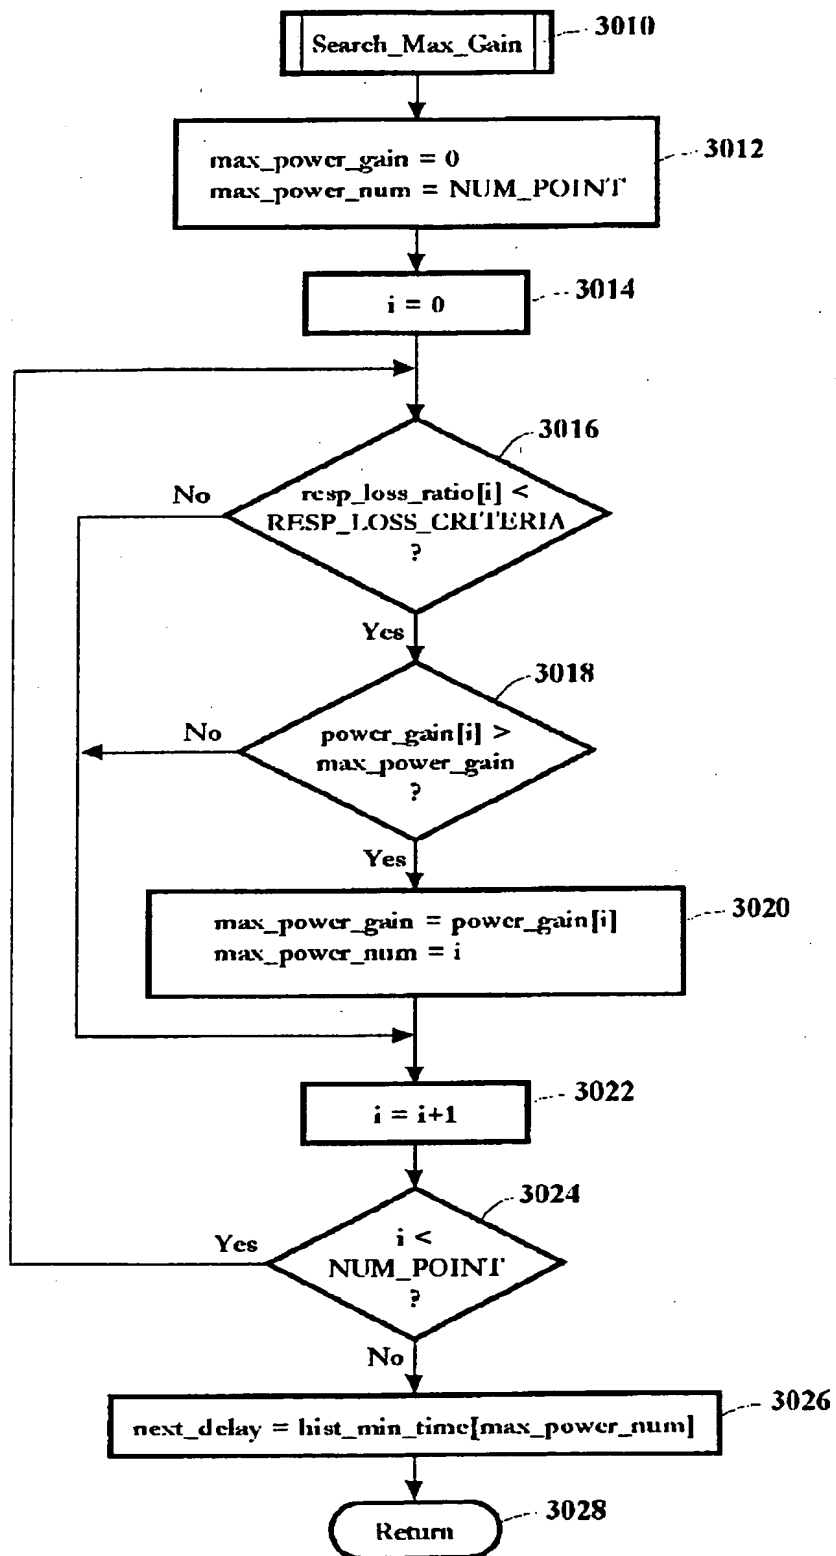 Search_Max_Gain
3010
max_power_gain = 0
max_power_num = NUM_POINT
3012
i = 0
3014
3016
No
resp_loss_ratio[i] <
RESP_LOSS_CRITERIA
?
Yes
3018
No
power_gain[i] >
max_power_gain
?
Yes
max_power_gain = power_gain[i]
max_power_num = i
3020
i = i+1
3022
3024
Yes
i <
NUM_POINT
?
No
next_delay = hist_min_time[max_power_num]
3026
Return
3028